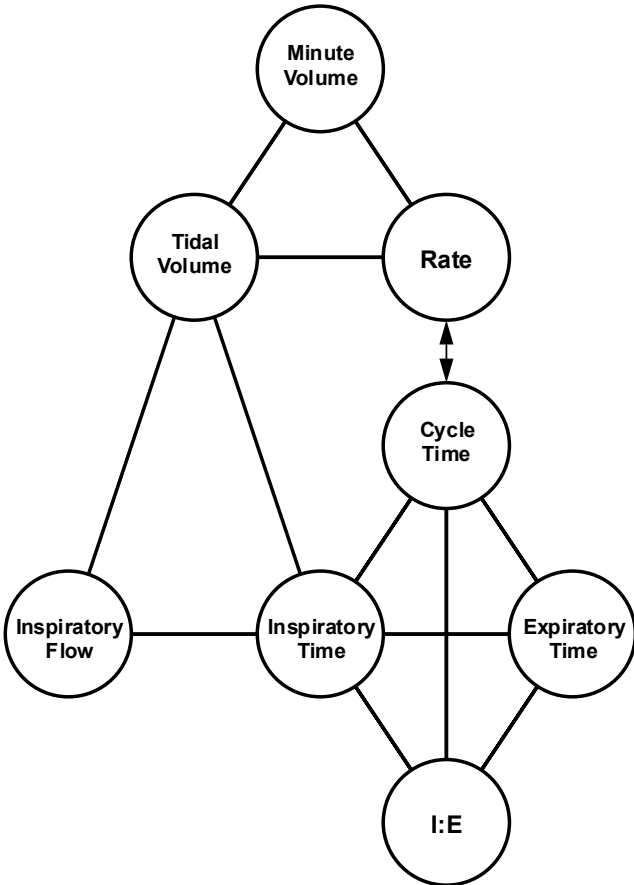 Minute
Volume
Tidal
Volume
Rate
Cycle
Time
Inspiratory
Flow
Inspiratory
Time
Expiratory
Time
I:E